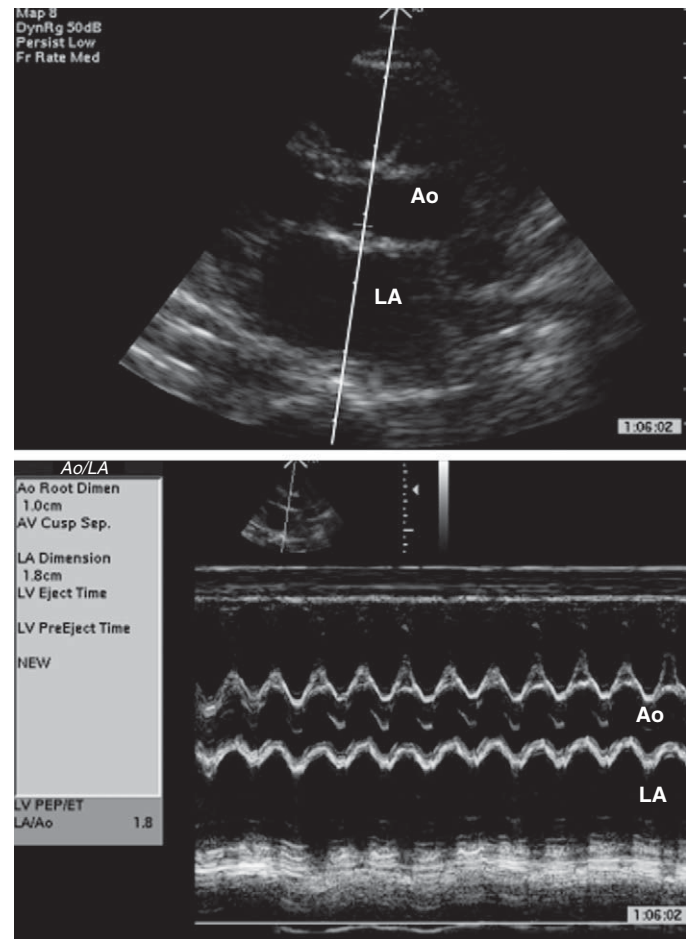 Map 8
DynRg 50dB
Persist Low
Fr Rate Med
Ao
LA
1:06:02
Ao/LA
Ao Root Dimen
1.0cm
AV Cusp Sep.
LA Dimension
1.8cm
LV Eject Time
LV PreEject Time
NEW
Ao
LA
LV PEP/ET
LA/Ao 1.8
1:06:02